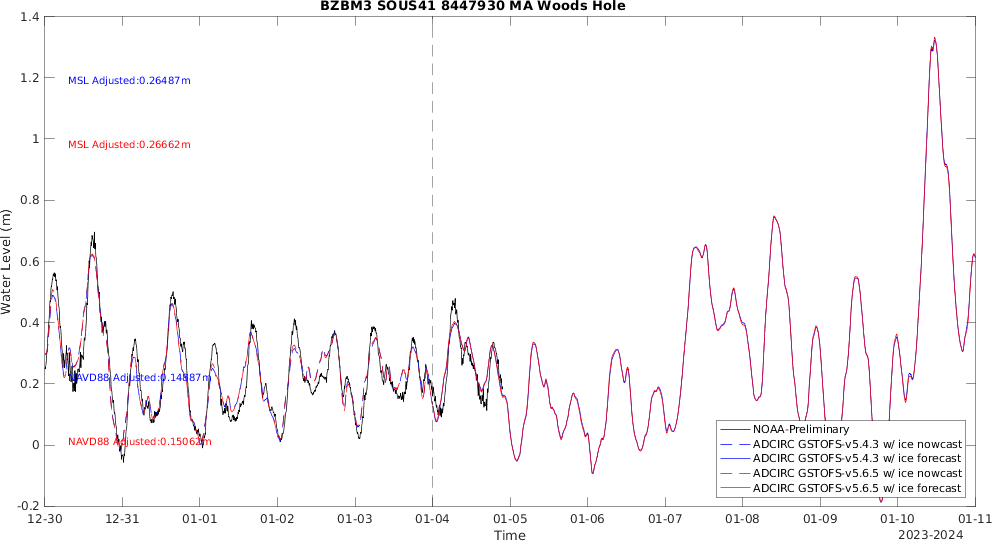 BZBM3 SOUS41 8447930 MA Woods Hole
Water Level (m)
1.4
1.2
1
0.8
0.6
0.4
0.2
0
-0.2
MSL Adjusted:0.26487m
MSL Adjusted:0.26662m
NAVD88 Adjusted:0.14887m
NAVD88 Adjusted:0.15062m
NOAA-Preliminary
ADCIRC GSTOFS-v5.4.3 w/ ice nowcast
ADCIRC GSTOFS-v5.4.3 w/ ice forecast
ADCIRC GSTOFS-v5.6.5 w/ ice nowcast
ADCIRC GSTOFS-v5.6.5 w/ ice forecast
12-30 12-31 01-01 01-02 01-03 01-04 01-05 01-06 01-07 01-08 01-09 01-10 01-11
Time
2023-2024